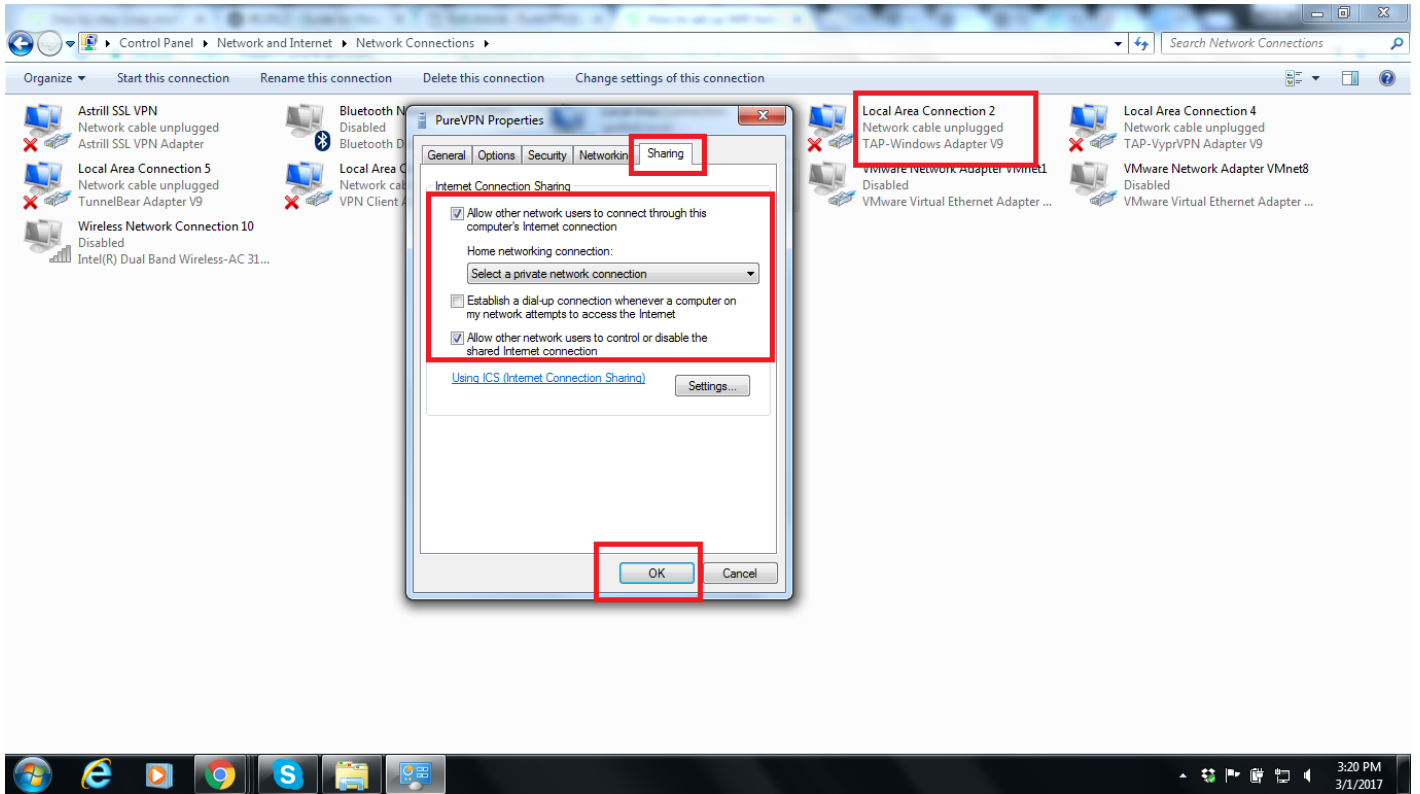 Control Panel Network and Internet Network Connections
Search Network Connections
Organize Start this connection Rename this connection Delete this connection Change settings of this connection
Astrill SSL VPN
Network cable unplugged
Astrill SSL VPN Adapter
Bluetooth N
Disabled
Bluetooth D
Local Area Connection 2
Network cable unplugged
TAP-Windows Adapter V9
Local Area Connection 4
Network cable unplugged
TAP-VyprVPN Adapter V9
Local Area Connection 5
Network cable unplugged
TunnelBear Adapter V9
Local Area C
Network cab
VPN Client A
VMware Network Adapter VMnet1
Disabled
VMware Virtual Ethernet Adapter ...
VMware Network Adapter VMnet8
Disabled
VMware Virtual Ethernet Adapter ...
Wireless Network Connection 10
Disabled
Intel(R) Dual Band Wireless-AC 31...
PureVPN Properties
General Options Security Networkin Sharing
Internet Connection Sharing
Allow other network users to connect through this
computer's Internet connection
Home networking connection:
Select a private network connection
Establish a dial-up connection whenever a computer on
my network attempts to access the Internet
Allow other network users to control or disable the
shared Internet connection
Using ICS (Internet Connection Sharing)
Settings...
OK Cancel
3:20 PM
3/1/2017